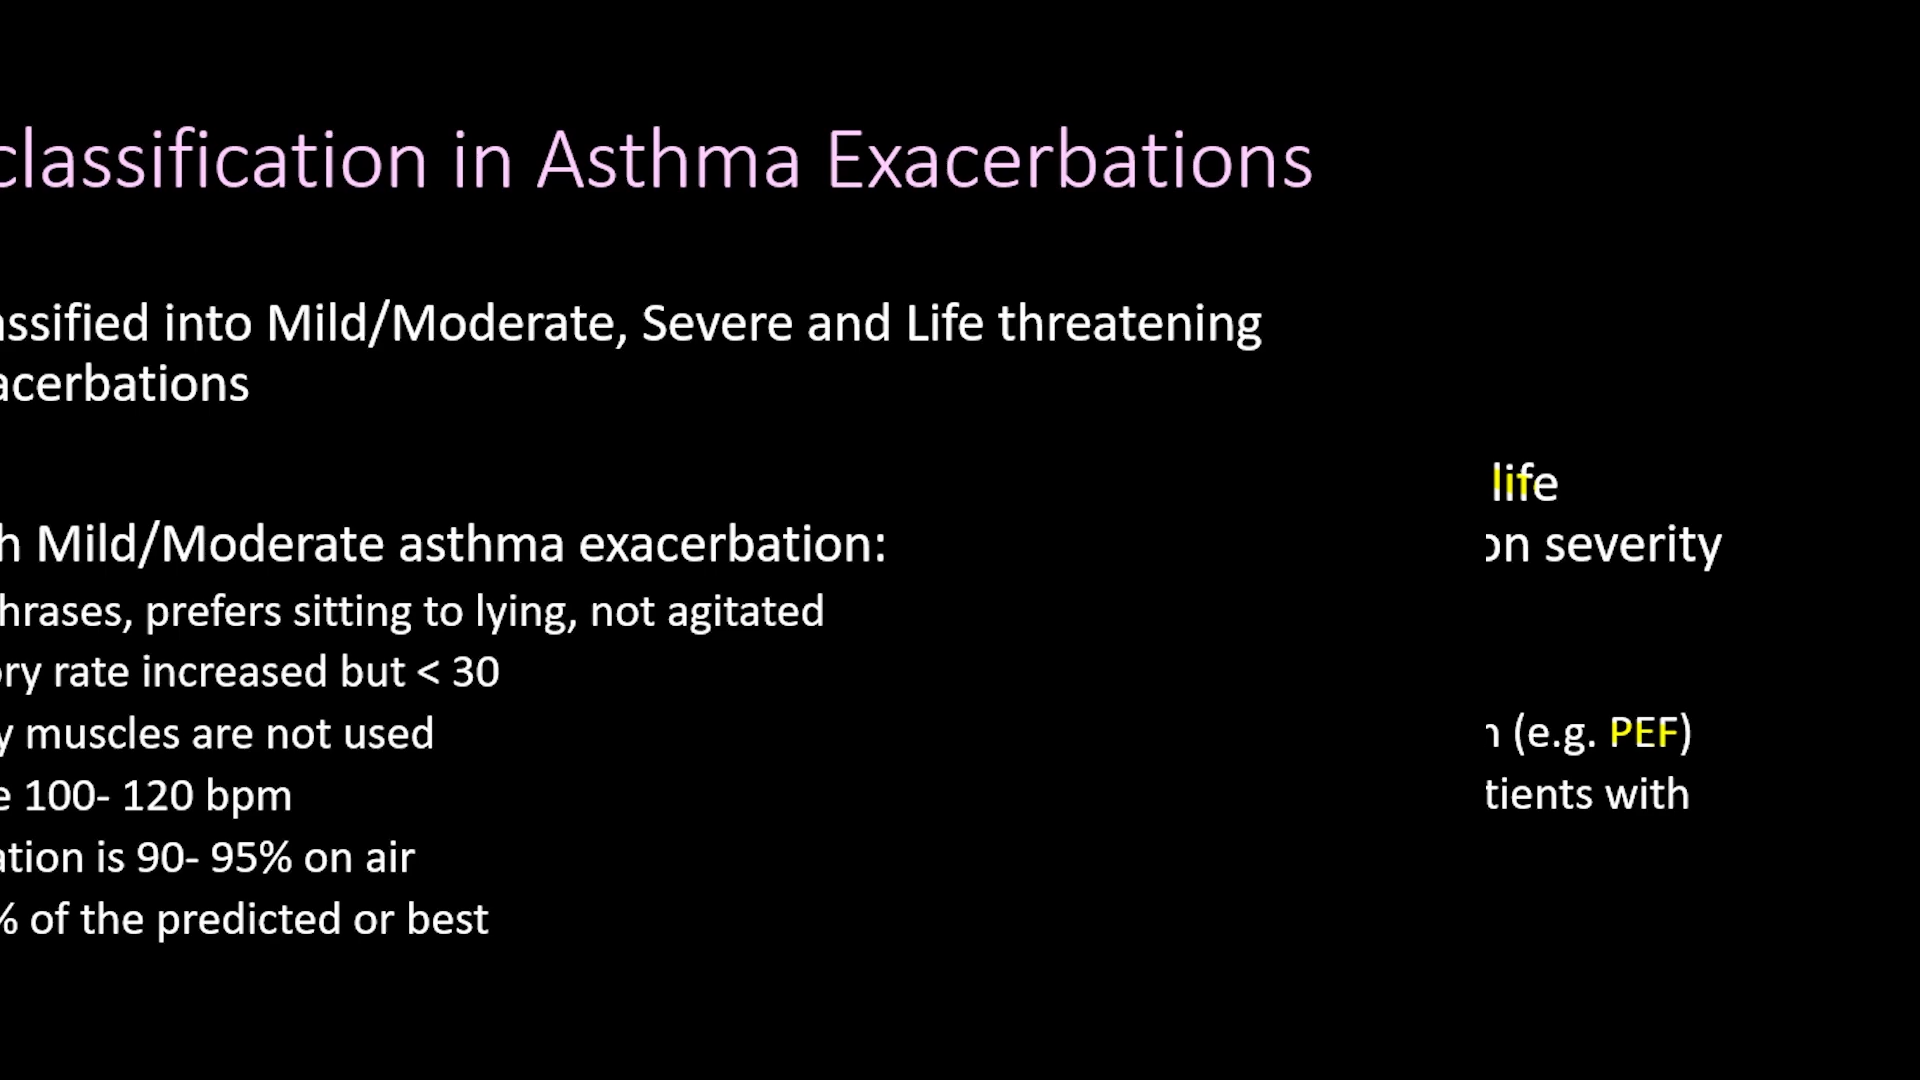 classification in Asthma Exacerbations
assified into Mild/Moderate, Severe and Life threatening
acerbations
life
h Mild/Moderate asthma exacerbation:
on severity
hrases, prefers sitting to lying, not agitated
ory rate increased but < 30
y muscles are not used
n (e.g. PEF)
e 100- 120 bpm
tients with
ation is 90- 95% on air
% of the predicted or best